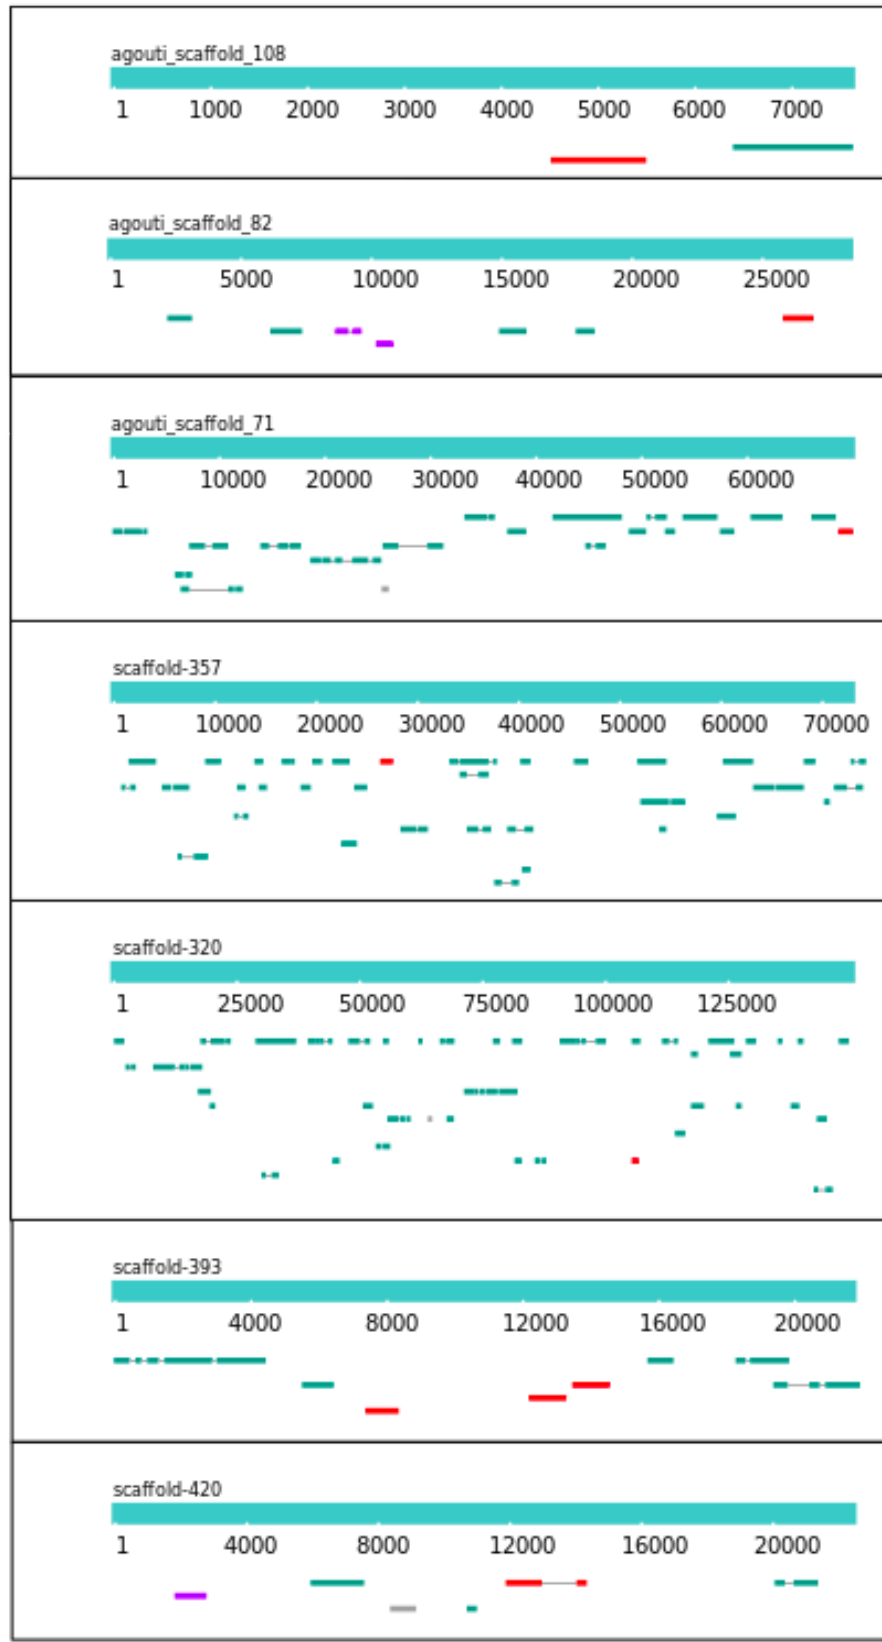 agouti_scaffold_108
1 1000 2000 3000 4000 5000 6000 7000
agouti_scaffold_82
1 5000 10000 15000 20000 25000
agouti_scaffold_71
1 10000 20000 30000 40000 50000 60000
scaffold-357
1 10000 20000 30000 40000 50000 60000 70000
scaffold-320
1 25000 50000 75000 100000 125000
scaffold-393
1 4000 8000 12000 16000 20000
scaffold-420
1 4000 8000 12000 16000 20000